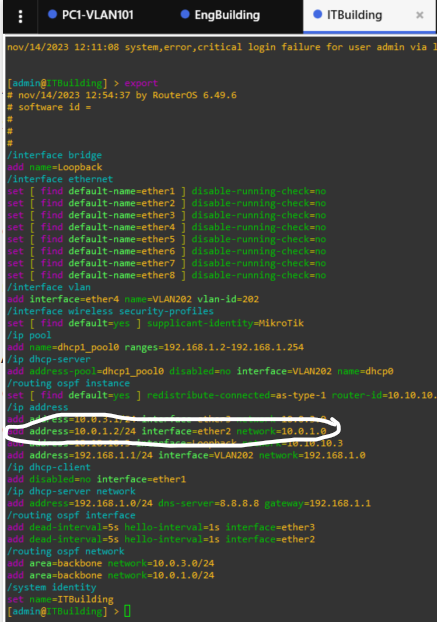 PC1-VLAN101 EngBuilding ITBuilding ×
nov/14/2023 12:11:08 system,error,critical login failure for user admin via
[admin@ITBuilding] > export
# nov/14/2023 12:54:37 by RouterOS 6.49.6
# software id =
#
#
#
/interface bridge
add name=Loopback
/interface ethernet
set [ find default-name=ether1 ] disable-running-check=no
set [ find default-name=ether2 ] disable-running-check=no
set [ find default-name=ether3 ] disable-running-check=no
set [ find default-name=ether4 ] disable-running-check=no
set [ find default-name=ether5 ] disable-running-check=no
set [ find default-name=ether6 ] disable-running-check=no
set [ find default-name=ether7 ] disable-running-check=no
set [ find default-name=ether8 ] disable-running-check=no
/interface vlan
add interface=ether4 name=VLAN202 vlan-id=202
/interface wireless security-profiles
set [ find default=yes ] supplicant-identity=MikroTik
/ip pool
add name=dhcp1_pool0 ranges=192.168.1.2-192.168.1.254
/ip dhcp-server
add address-pool=dhcp1_pool0 disabled=no interface=VLAN202 name=dhcp0
/routing ospf instance
set [ find default=yes ] redistribute-connected=as-type-1 router-id=10.10.10.
/ip address
add address=10.0.3.1/24 interface=ether3
add address=10.0.1.2/24 interface=ether2 network=10.0.1.0
interface=Loopback 10.10.10.3
add address=192.168.1.1/24 interface=VLAN202 network=192.168.1.0
/ip dhcp-client
add disabled=no interface=ether1
/ip dhcp-server network
add address=192.168.1.0/24 dns-server=8.8.8.8 gateway=192.168.1.1
/routing ospf interface
add dead-interval=5s hello-interval=1s interface=ether3
add dead-interval=5s hello-interval=1s interface=ether2
/routing ospf network
add area=backbone network=10.0.3.0/24
add area=backbone network=10.0.1.0/24
/system identity
set name=ITBuilding
[admin@ITBuilding] >